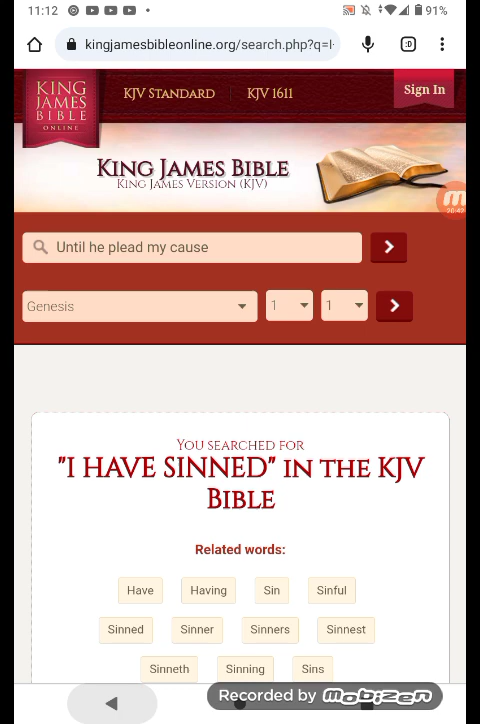 11:12
91%
kingjamesbibleonline.org/search.php?q=I
:D
KING
JAMES
BIBLE
ONLINE
KJV STANDARD
KJV 1611
Sign In
KING JAMES BIBLE
KING JAMES VERSION (KJV)
20:42
Until he plead my cause
Genesis
1
1
YOU SEARCHED FOR
"I HAVE SINNED" IN THE KJV
BIBLE
Related words:
Have Having Sin Sinful
Sinned Sinner Sinners Sinnest
Sinneth Sinning Sins
Recorded by mobizen